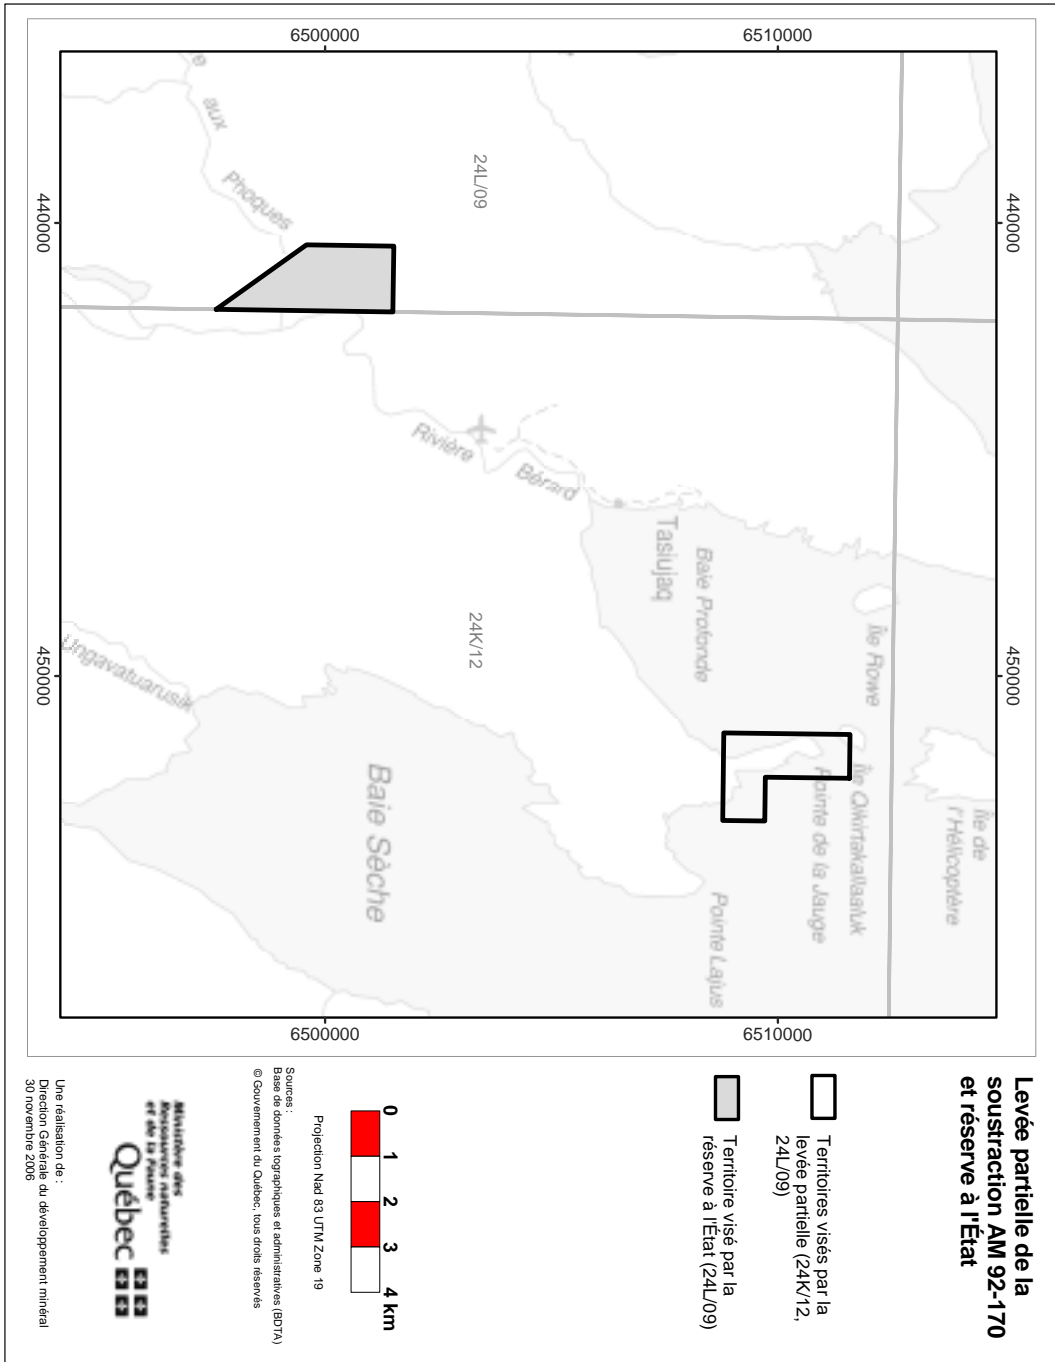 Levée partielle de la
soustraction AM 92-170
et réserve à l'État
Territoires visés par la
levée partielle (24K/12,
24L/09)
Territoire visé par la
réserve à l'État (24L/09)
0 1 2 3 4 km
Projection Nad 83 UTM Zone 19
Sources :
Base de données tographiques et administratives (BDTA)
© Gouvernement du Québec, tous droits réservés
Ministère des
Ressources naturelles
et de la Faune
Québec
Une réalisation de :
Direction Générale du développement minéral
30 novembre 2006
440000
450000
440000
450000
6510000
6510000
6500000
6500000
24L/09
24K/12
aux
Phoques
Rivière
Bérard
Tasiujaq
Baie Profonde
Île Rowe
Île Qikirtakallaaluk
Pointe de la Jauge
Île de
l'Hélicoptère
Pointe Lajus
Baie Sèche
Ungavatuarusik